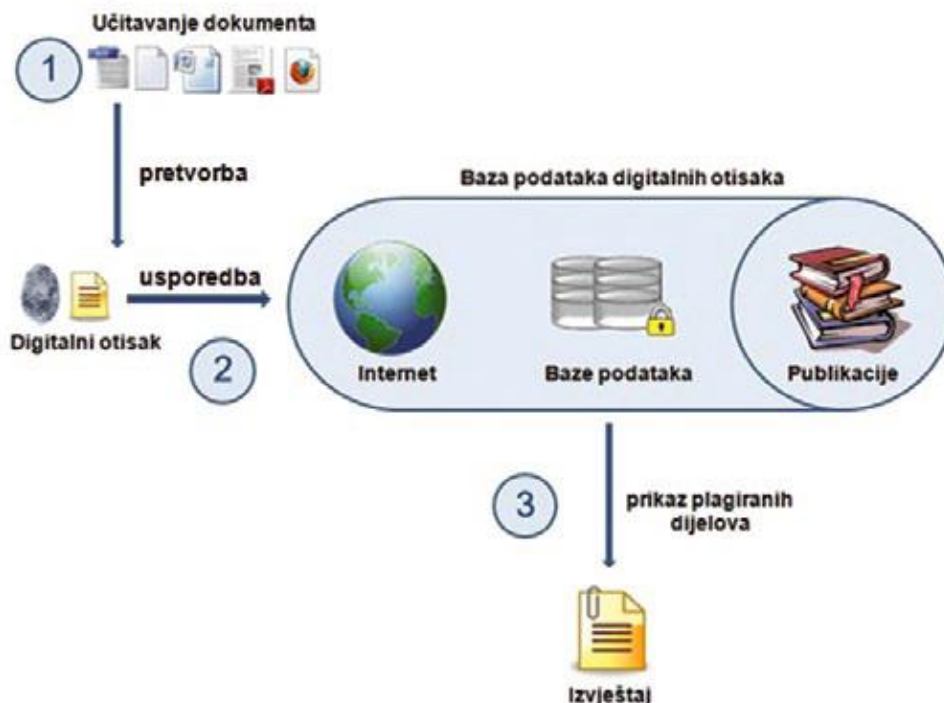 Učitavanje dokumenta
1
pretvorba
Baza podataka digitalnih otisaka
usporedba
Digitalni otisak
2
Internet
Baze podataka
Publikacije
3
prikaz plagiranih
dijelova
Izvještaj